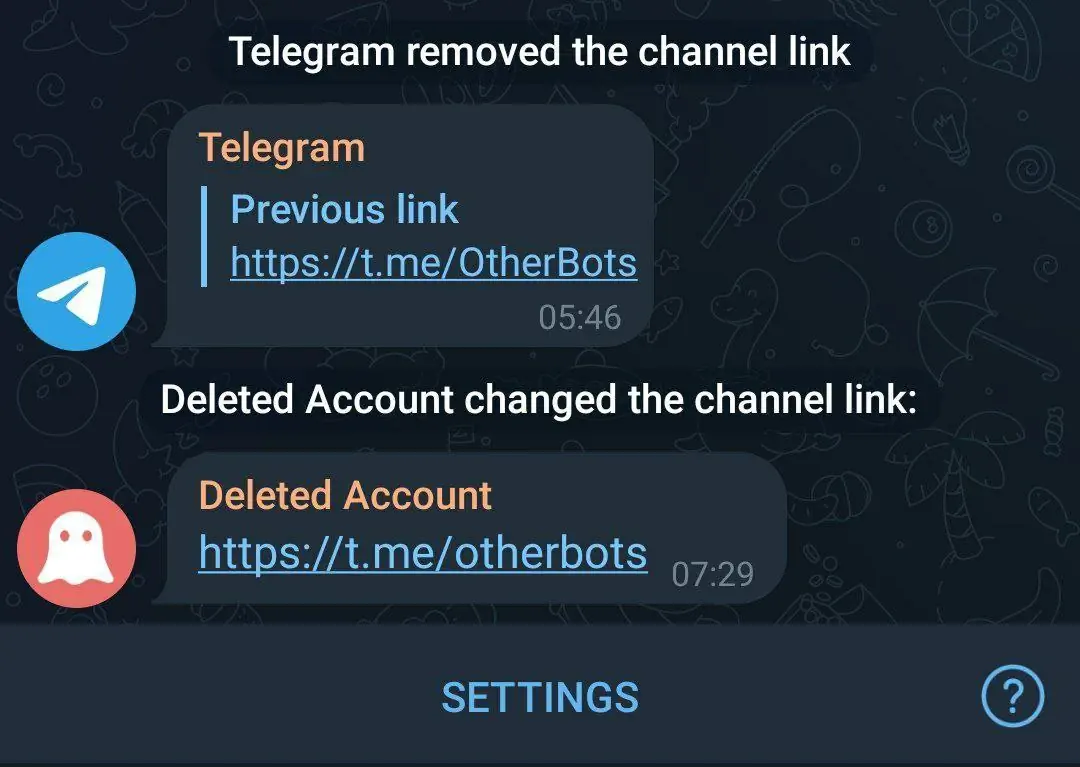 Telegram removed the channel link
Telegram
Previous link
https://t.me/OtherBots
05:46
Deleted Account changed the channel link:
Deleted Account
https://t.me/otherbots
07:29
SETTINGS
?